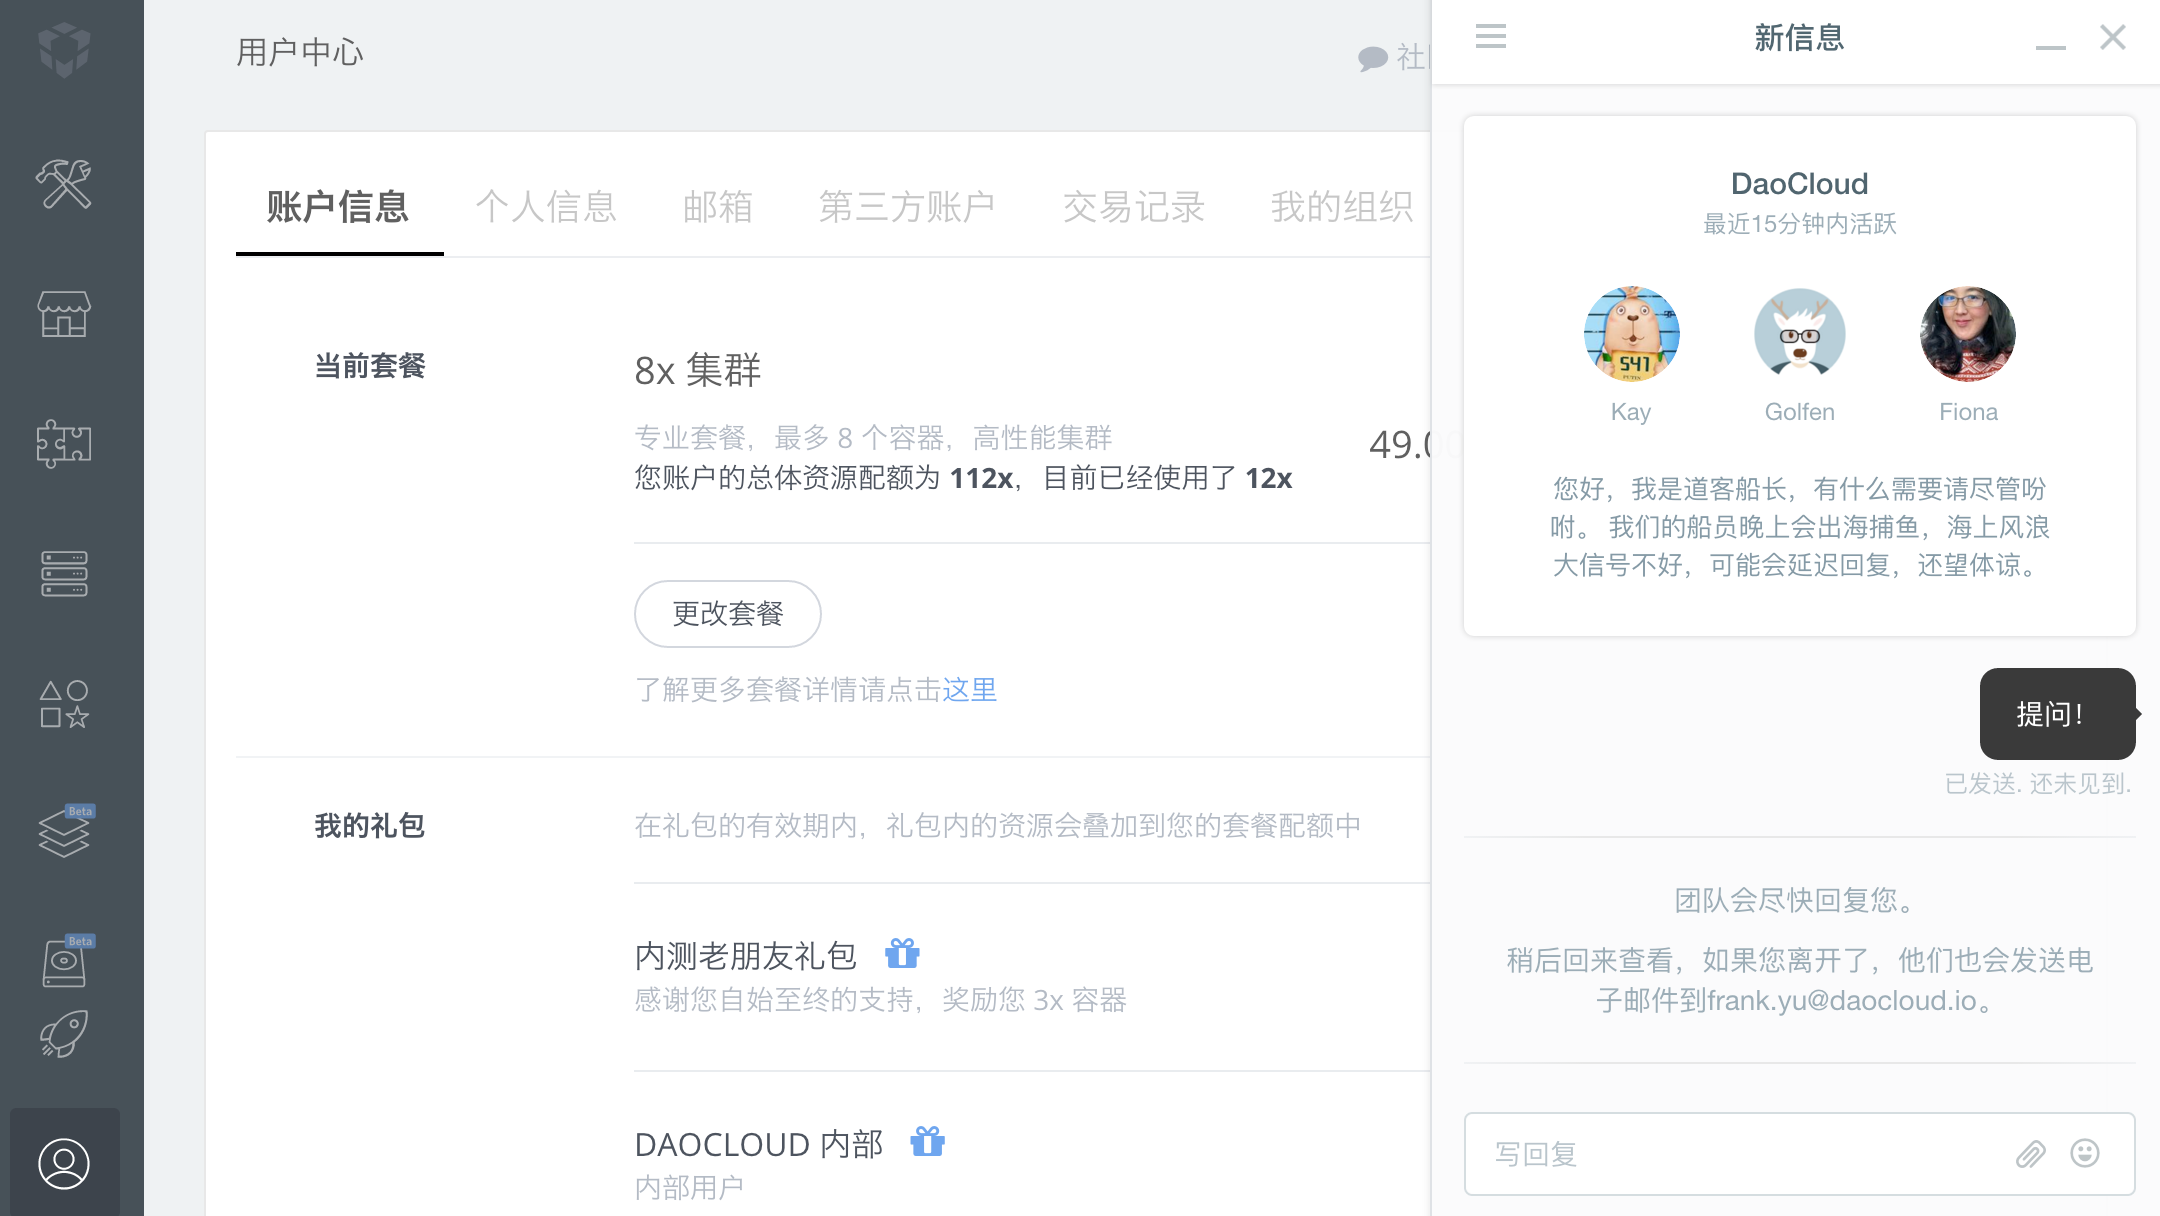 用户中心
账户信息 个人信息 邮箱 第三方账户 交易记录 我的组织
当前套餐
8x 集群
专业套餐，最多 8 个容器，高性能集群
您账户的总体资源配额为 112x，目前已经使用了 12x
49.0
更改套餐
了解更多套餐详情请点击这里
我的礼包
在礼包的有效期内，礼包内的资源会叠加到您的套餐配额中
内测老朋友礼包
感谢您自始至终的支持，奖励您 3x 容器
DAOCLOUD 内部
内部用户
Beta
Beta
社
新信息
DaoCloud
最近15分钟内活跃
541
Kay Golfen Fiona
您好，我是道客船长，有什么需要请尽管吩
咐。 我们的船员晚上会出海捕鱼，海上风浪
大信号不好，可能会延迟回复，还望体谅。
提问！
已发送. 还未见到.
团队会尽快回复您。
稍后回来查看，如果您离开了，他们也会发送电
子邮件到frank.yu@daocloud.io。
写回复